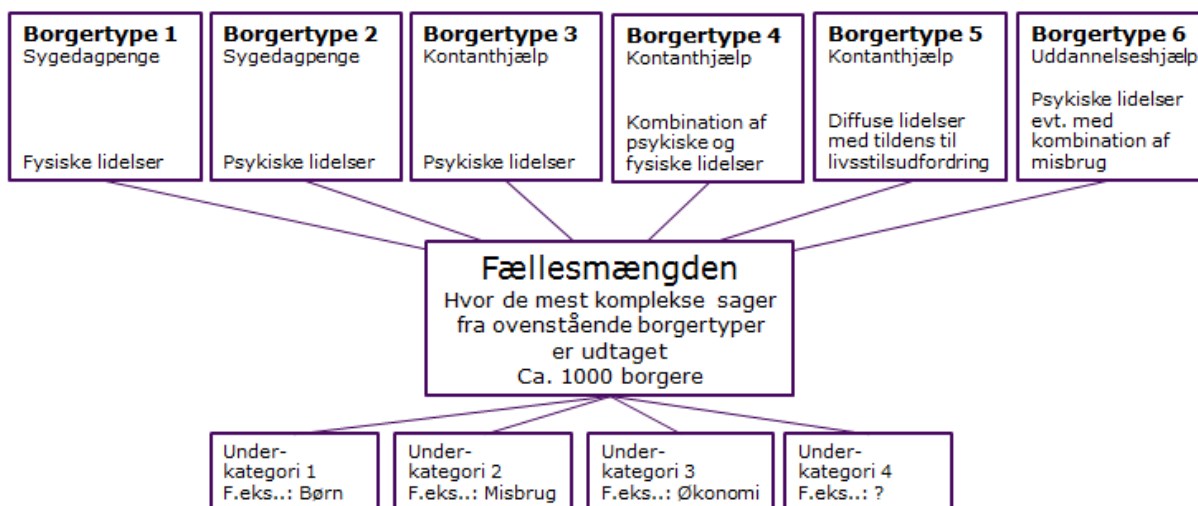 Borgertype 1
Sygedagpenge
Fysiske lidelser
Borgertype 2
Sygedagpenge
Psykiske lidelser
Borgertype 3
Kontanthjælp
Psykiske lidelser
Borgertype 4
Kontanthjælp
Kombination af
psykiske og
fysiske lidelser
Borgertype 5
Kontanthjælp
Diffuse lidelser
med tildens til
livsstilsudfordring
Borgertype 6
Uddannelseshjælp
Psykiske lidelser
evt. med
kombination af
misbrug
Fællesmængden
Hvor de mest komplekse sager
fra ovenstående borgertyper
er udtaget
Ca. 1000 borgere
Under-
kategori 1
F.eks..: Børn
Under-
kategori 2
F.eks..: Misbrug
Under-
kategori 3
F.eks..: Økonomi
Under-
kategori 4
F.eks..: ?